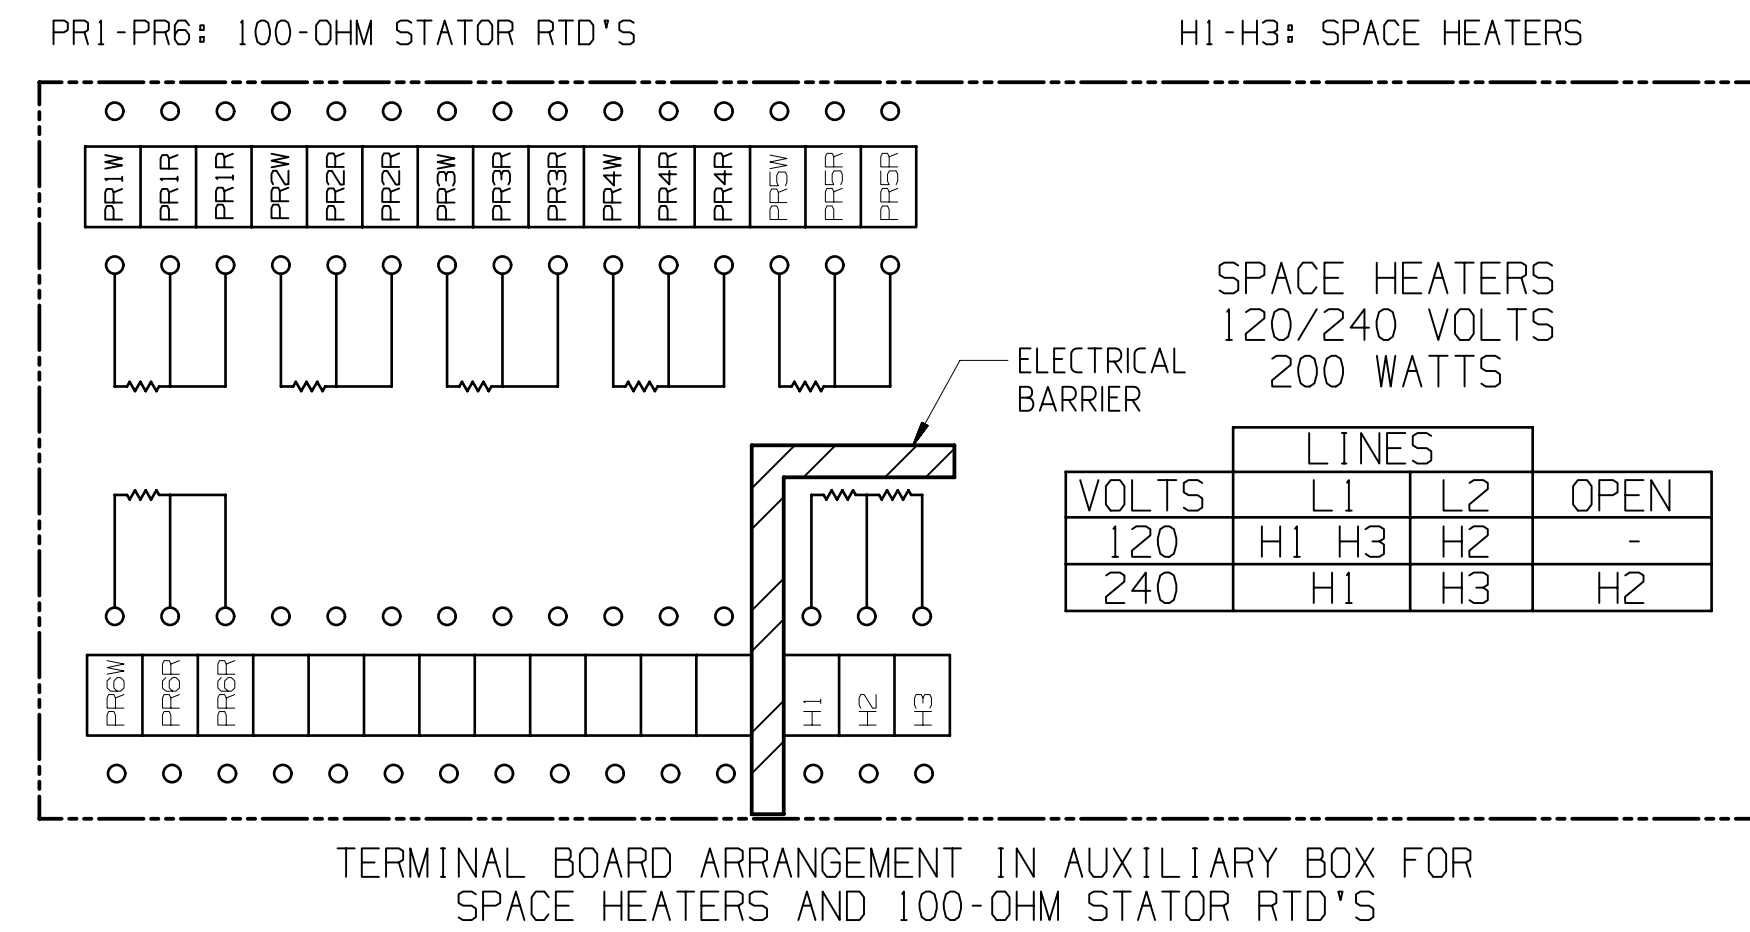 PR1-PR6: 100-OHM STATOR RTD'S
H1-H3: SPACE HEATERS
PR1W PR1R PR1R PR2W PR2R PR2R PR3W PR3R PR3R PR4W PR4R PR4R PR5W PR5R PR5R
SPACE HEATERS
120/240 VOLTS
200 WATTS
ELECTRICAL
BARRIER
LINES
VOLTS L1 L2 OPEN
120 H1 H3 H2 -
240 H1 H3 H2
PR6W PR6R PR6R H1 H2 H3
TERMINAL BOARD ARRANGEMENT IN AUXILIARY BOX FOR
SPACE HEATERS AND 100-OHM STATOR RTD'S